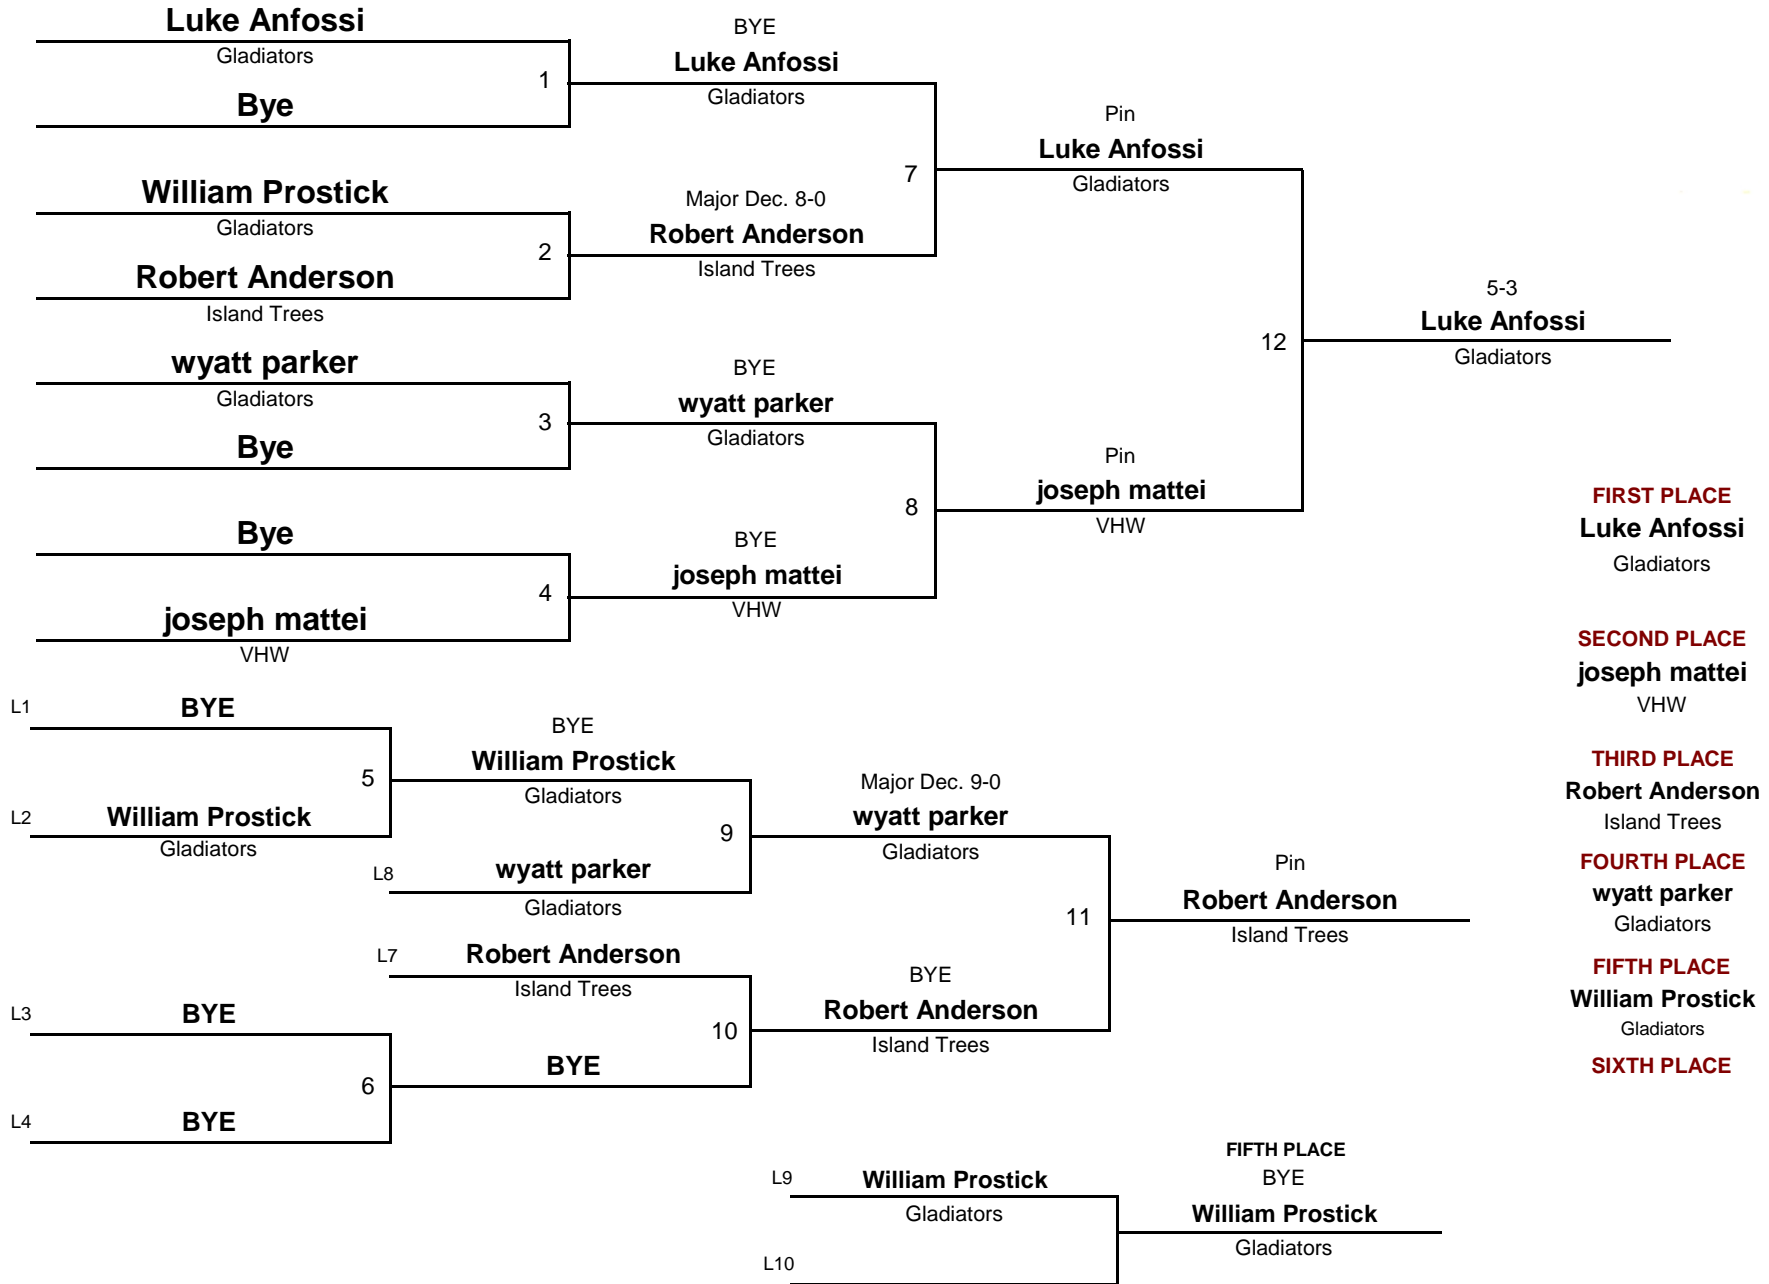 Luke Anfossi
Gladiators
1
Bye
BYE
Luke Anfossi
Gladiators
William Prostick
Gladiators
2
Robert Anderson
Island Trees
Major Dec. 8-0
Robert Anderson
Island Trees
7
Pin
Luke Anfossi
Gladiators
wyatt parker
Gladiators
3
Bye
BYE
wyatt parker
Gladiators
Bye
4
joseph mattei
VHW
BYE
joseph mattei
VHW
8
Pin
joseph mattei
VHW
12
5-3
Luke Anfossi
Gladiators
FIRST PLACE
Luke Anfossi
Gladiators
SECOND PLACE
joseph mattei
VHW
THIRD PLACE
Robert Anderson
Island Trees
FOURTH PLACE
wyatt parker
Gladiators
FIFTH PLACE
William Prostick
Gladiators
SIXTH PLACE
L1 BYE
5
L2 William Prostick
Gladiators
BYE
William Prostick
Gladiators
9
L8 wyatt parker
Gladiators
Major Dec. 9-0
wyatt parker
Gladiators
L7 Robert Anderson
Island Trees
L3 BYE
6
L4 BYE
10
BYE
BYE
Robert Anderson
Island Trees
11
Pin
Robert Anderson
Island Trees
L9 William Prostick
Gladiators
L10
FIFTH PLACE
BYE
William Prostick
Gladiators